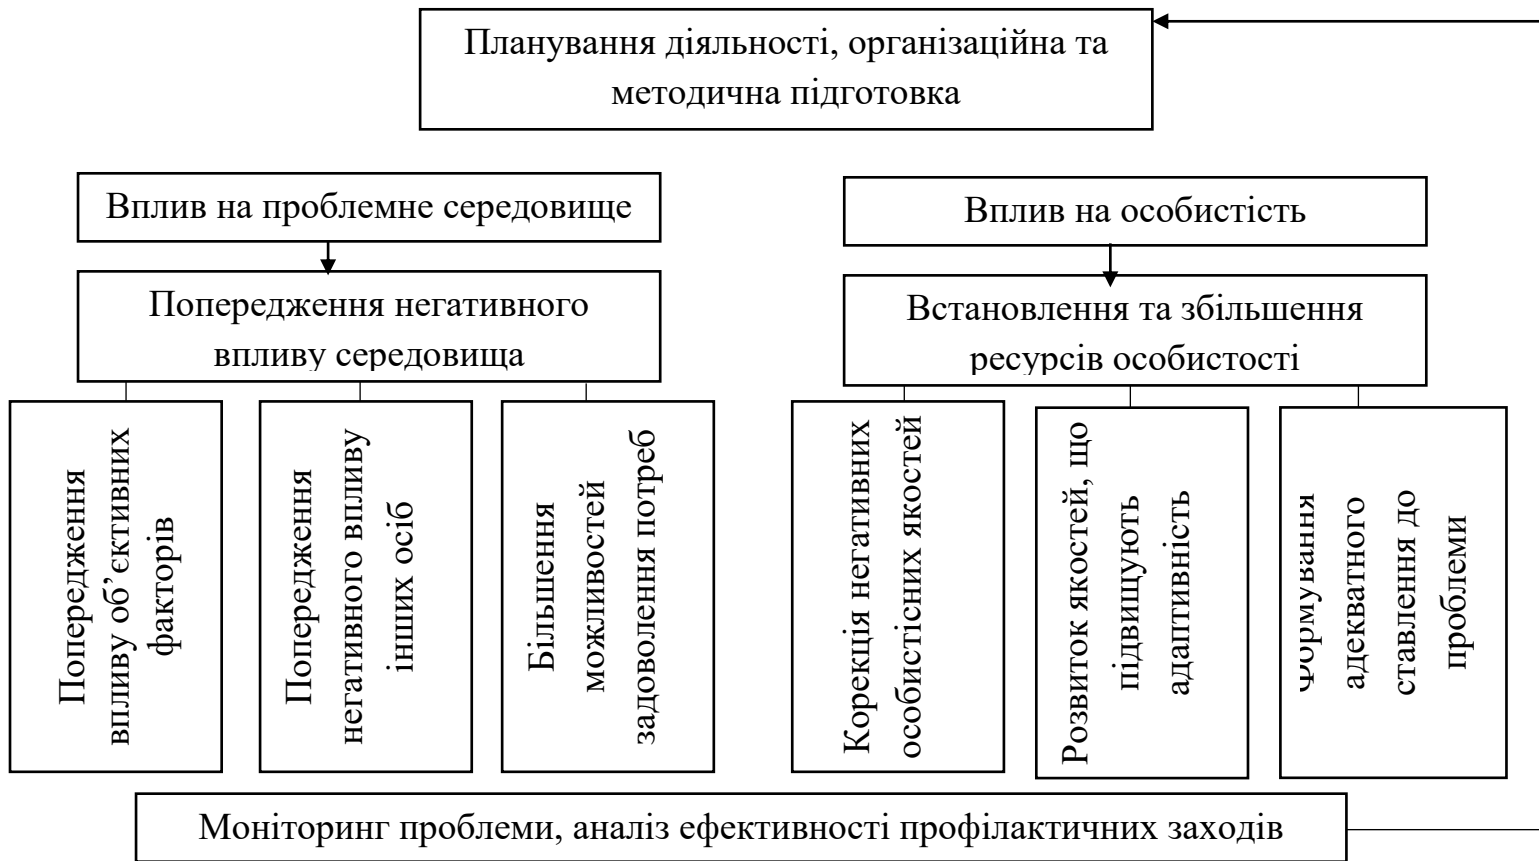 Планування діяльності, організаційна та
методична підготовка
Вплив на проблемне середовище
Вплив на особистість
Попередження негативного
впливу середовища
Встановлення та збільшення
ресурсів особистості
Попередження
впливу об’єктивних
факторів
Попередження
негативного впливу
інших осіб
Більшення
можливостей
задоволення потреб
Корекція негативних
особистісних якостей
Розвиток якостей, що
підвищують
адаптивність
Формування
адекватного
ставлення до
проблеми
Моніторинг проблеми, аналіз ефективності профілактичних заходів